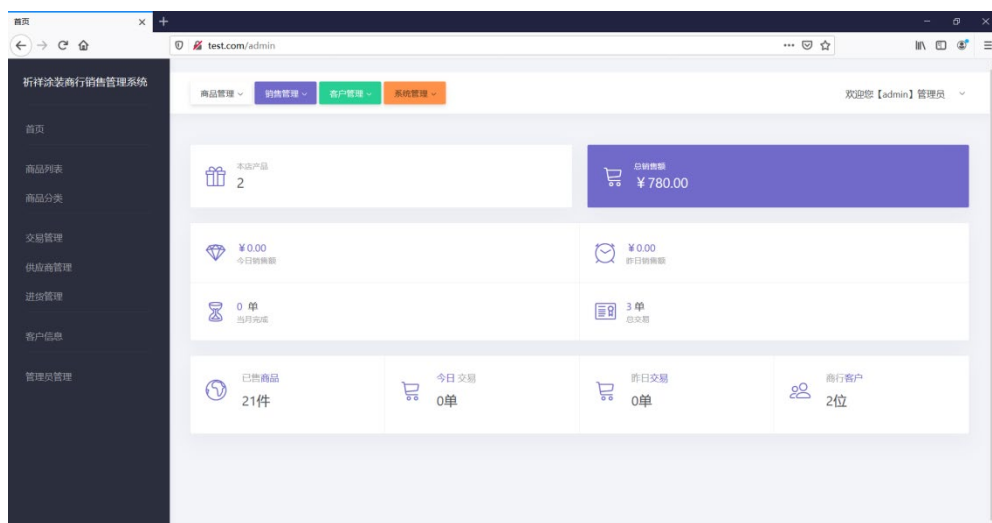 首页
test.com/admin
祈祥涂装商行销售管理系统
商品管理
销售管理
客户管理
系统管理
欢迎您【admin】管理员
首页
商品列表
商品分类
交易管理
供应商管理
进货管理
客户信息
管理员管理
本店产品
2
总销售额
￥780.00
￥0.00
今日销售额
￥0.00
昨日销售额
0 单
当月完成
3 单
总交易
已售商品
21件
今日 交易
0单
昨日交易
0单
商行客户
2位